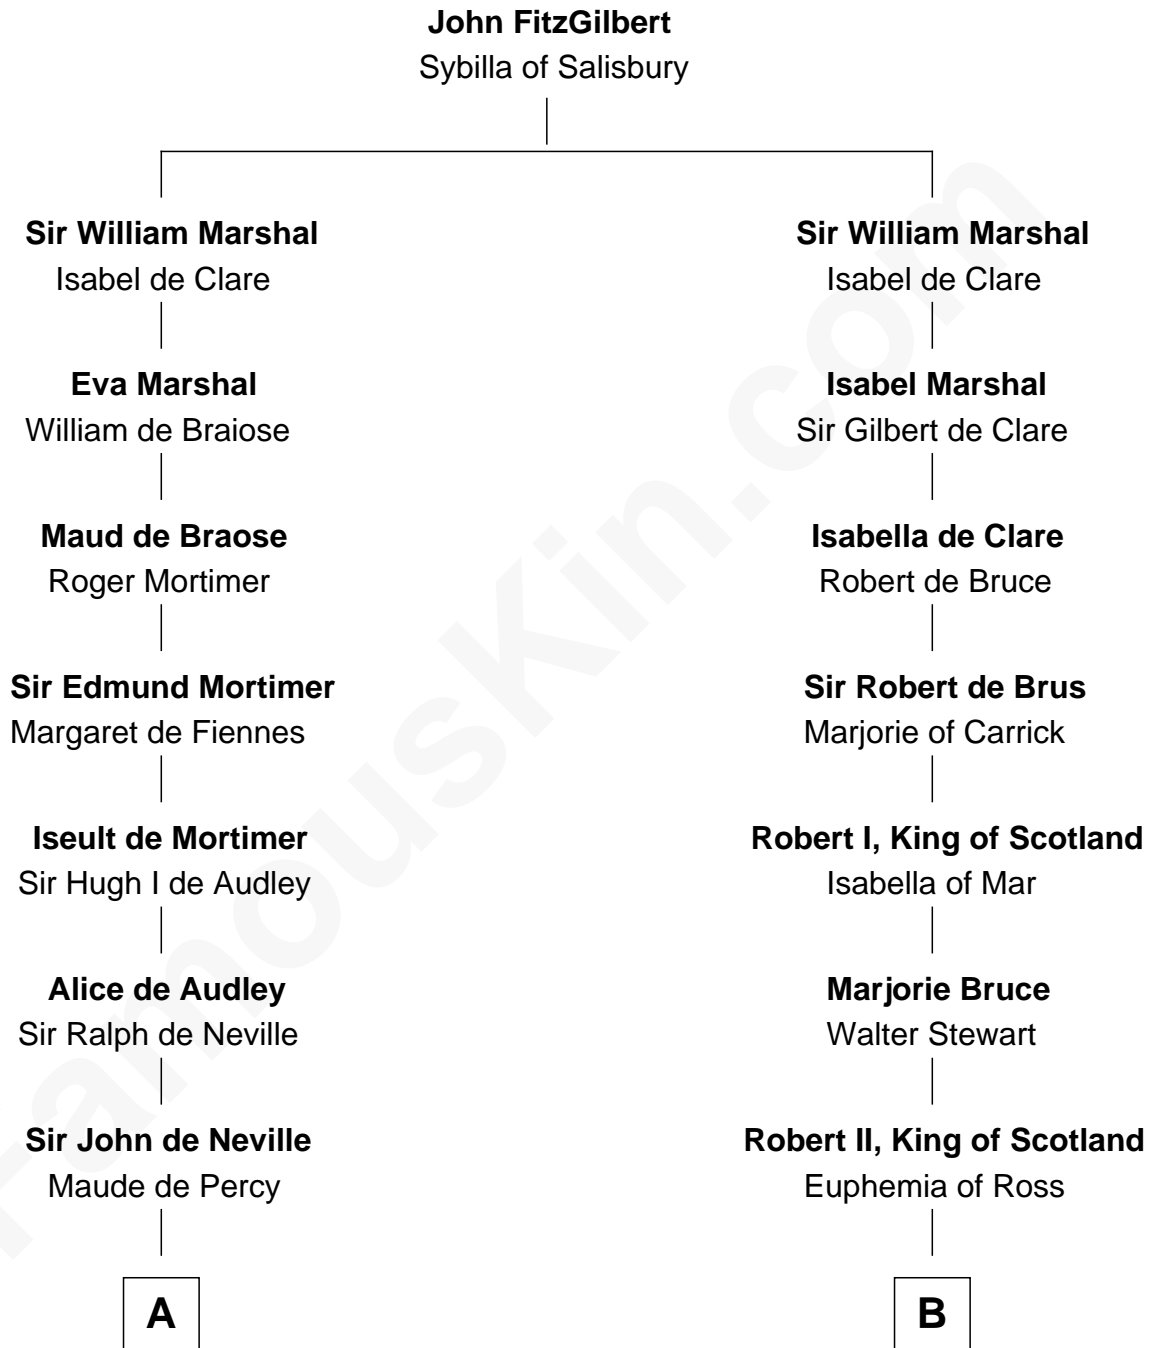 John FitzGilbert
Sybilla of Salisbury
Sir William Marshal
Isabel de Clare
Sir William Marshal
Isabel de Clare
Eva Marshal
William de Braiose
Isabel Marshal
Sir Gilbert de Clare
Maud de Braose
Roger Mortimer
Isabella de Clare
Robert de Bruce
Sir Edmund Mortimer
Margaret de Fiennes
Sir Robert de Brus
Marjorie of Carrick
Iseult de Mortimer
Sir Hugh I de Audley
Robert I, King of Scotland
Isabella of Mar
Alice de Audley
Sir Ralph de Neville
Marjorie Bruce
Walter Stewart
Sir John de Neville
Maude de Percy
Robert II, King of Scotland
Euphemia of Ross
A
B
FamousKin.com